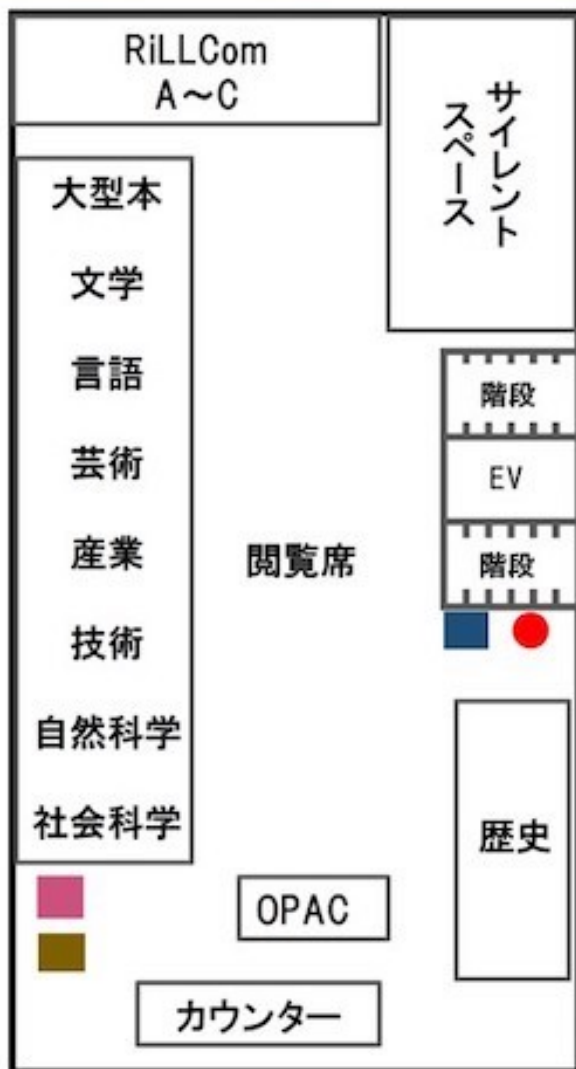 RiLLCom
A～C
サイレント
スペース
大型本
文学
言語
芸術
産業
技術
自然科学
社会科学
閲覧席
階段
EV
階段
歴史
OPAC
カウンター